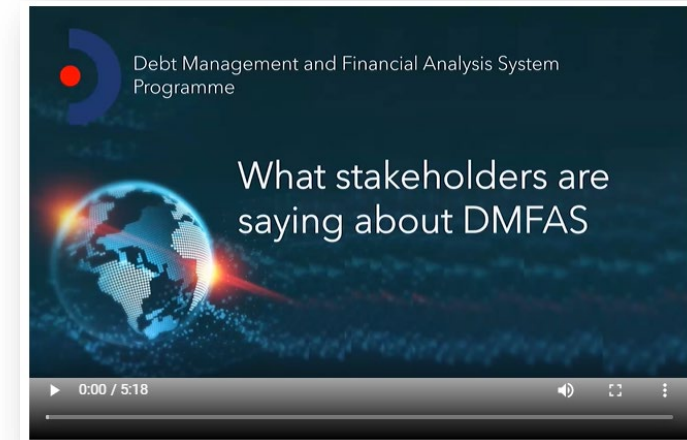 Debt Management and Financial Analysis System
Programme
What stakeholders are
saying about DMFAS
0:00 / 5:18